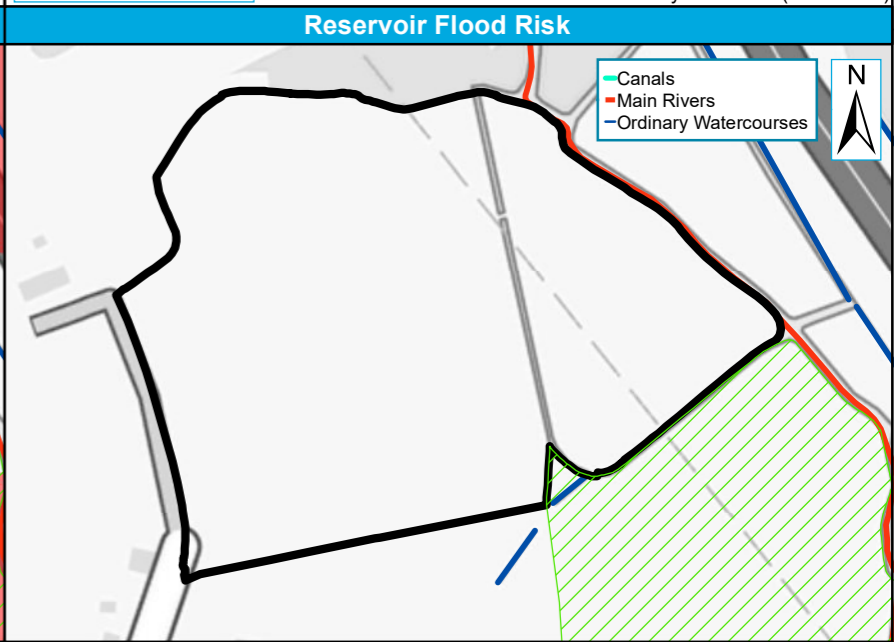 Reservoir Flood Risk
Canals
Main Rivers
Ordinary Watercourses
N